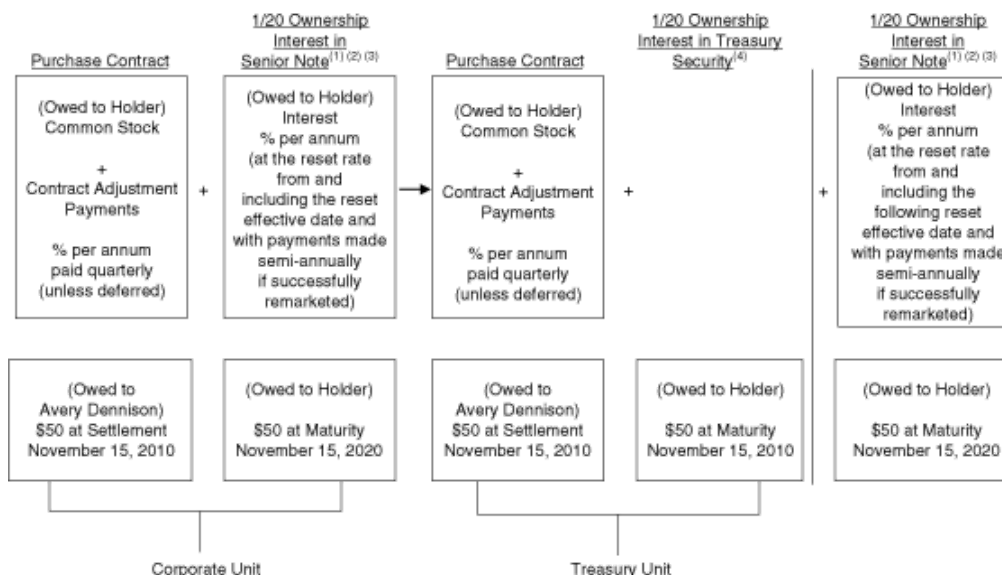 Purchase Contract
(Owed to Holder)
Common Stock
+
Contract Adjustment
Payments
% per annum
paid quarterly
(unless deferred)
+
1/20 Ownership
Interest in
Senior Note(1) (2) (3)
(Owed to Holder)
Interest
% per annum
(at the reset rate
from and
including the reset
effective date and
with payments made
semi-annually
if successfully
remarketed)
Purchase Contract
(Owed to Holder)
Common Stock
+
Contract Adjustment
Payments
% per annum
paid quarterly
(unless deferred)
+
1/20 Ownership
Interest in Treasury
Security(4)
+
1/20 Ownership
Interest in
Senior Note(1) (2) (3)
(Owed to Holder)
Interest
% per annum
(at the reset rate
from and
including the
following reset
effective date and
with payments made
semi-annually
if successfully
remarketed)
(Owed to
Avery Dennison)
$50 at Settlement
November 15, 2010
(Owed to Holder)
$50 at Maturity
November 15, 2020
(Owed to
Avery Dennison)
$50 at Settlement
November 15, 2010
(Owed to Holder)
$50 at Maturity
November 15, 2010
(Owed to Holder)
$50 at Maturity
November 15, 2020
Corporate Unit
Treasury Unit